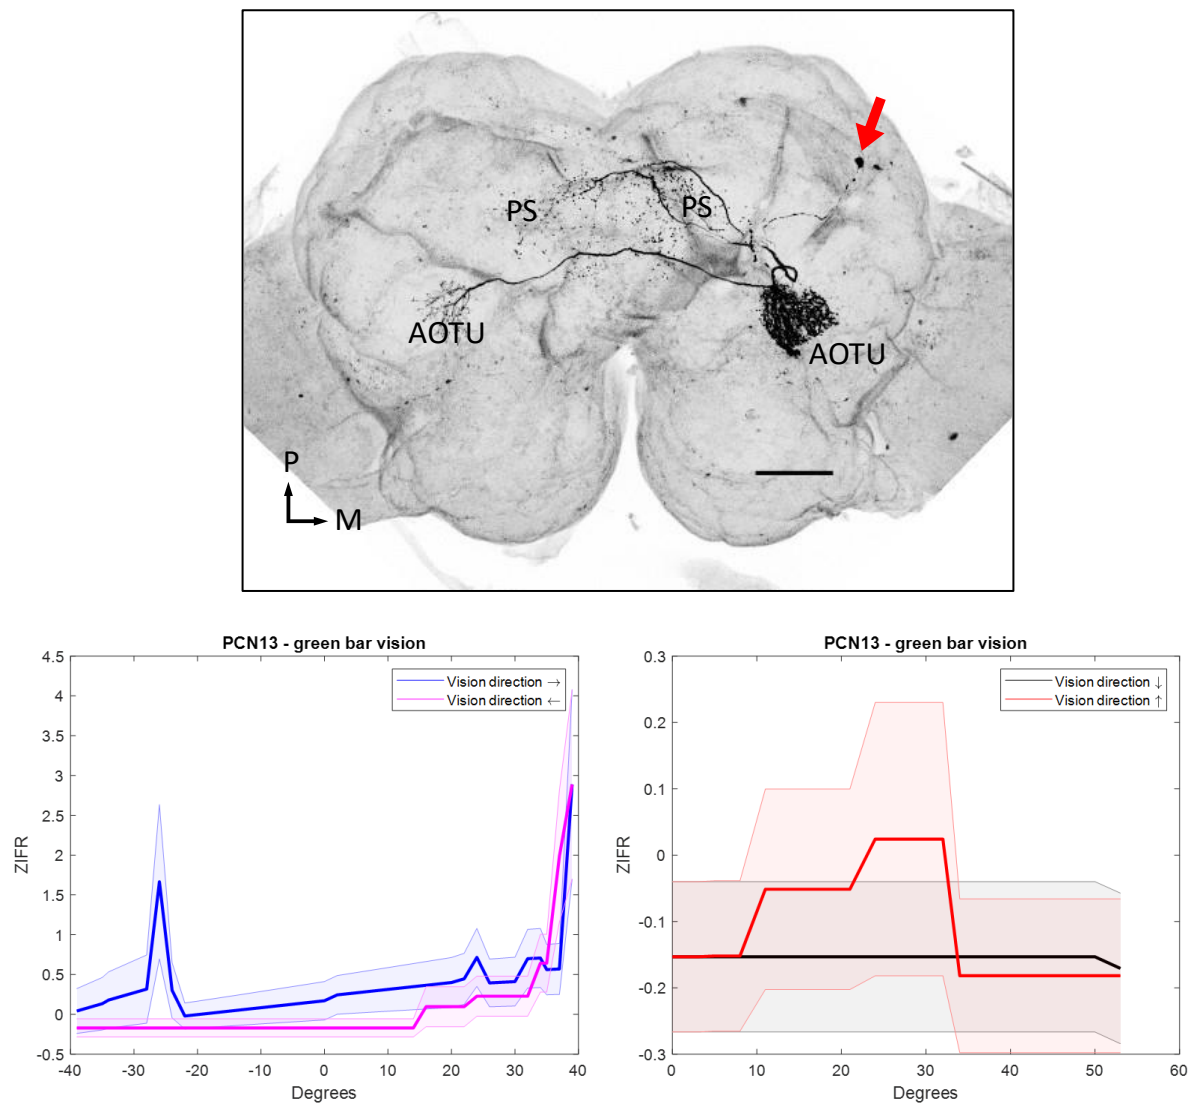 PS
PS
AOTU
AOTU
P
M
PCN13 - green bar vision
4.5
4
3.5
3
2.5
2
1.5
1
0.5
0
-0.5
ZIFR
-40
-30
-20
-10
0
10
20
30
40
Degrees
Vision direction →
Vision direction ←
PCN13 - green bar vision
0.3
0.2
0.1
0
-0.1
-0.2
-0.3
ZIFR
0
10
20
30
40
50
60
Degrees
Vision direction ↓
Vision direction ↑